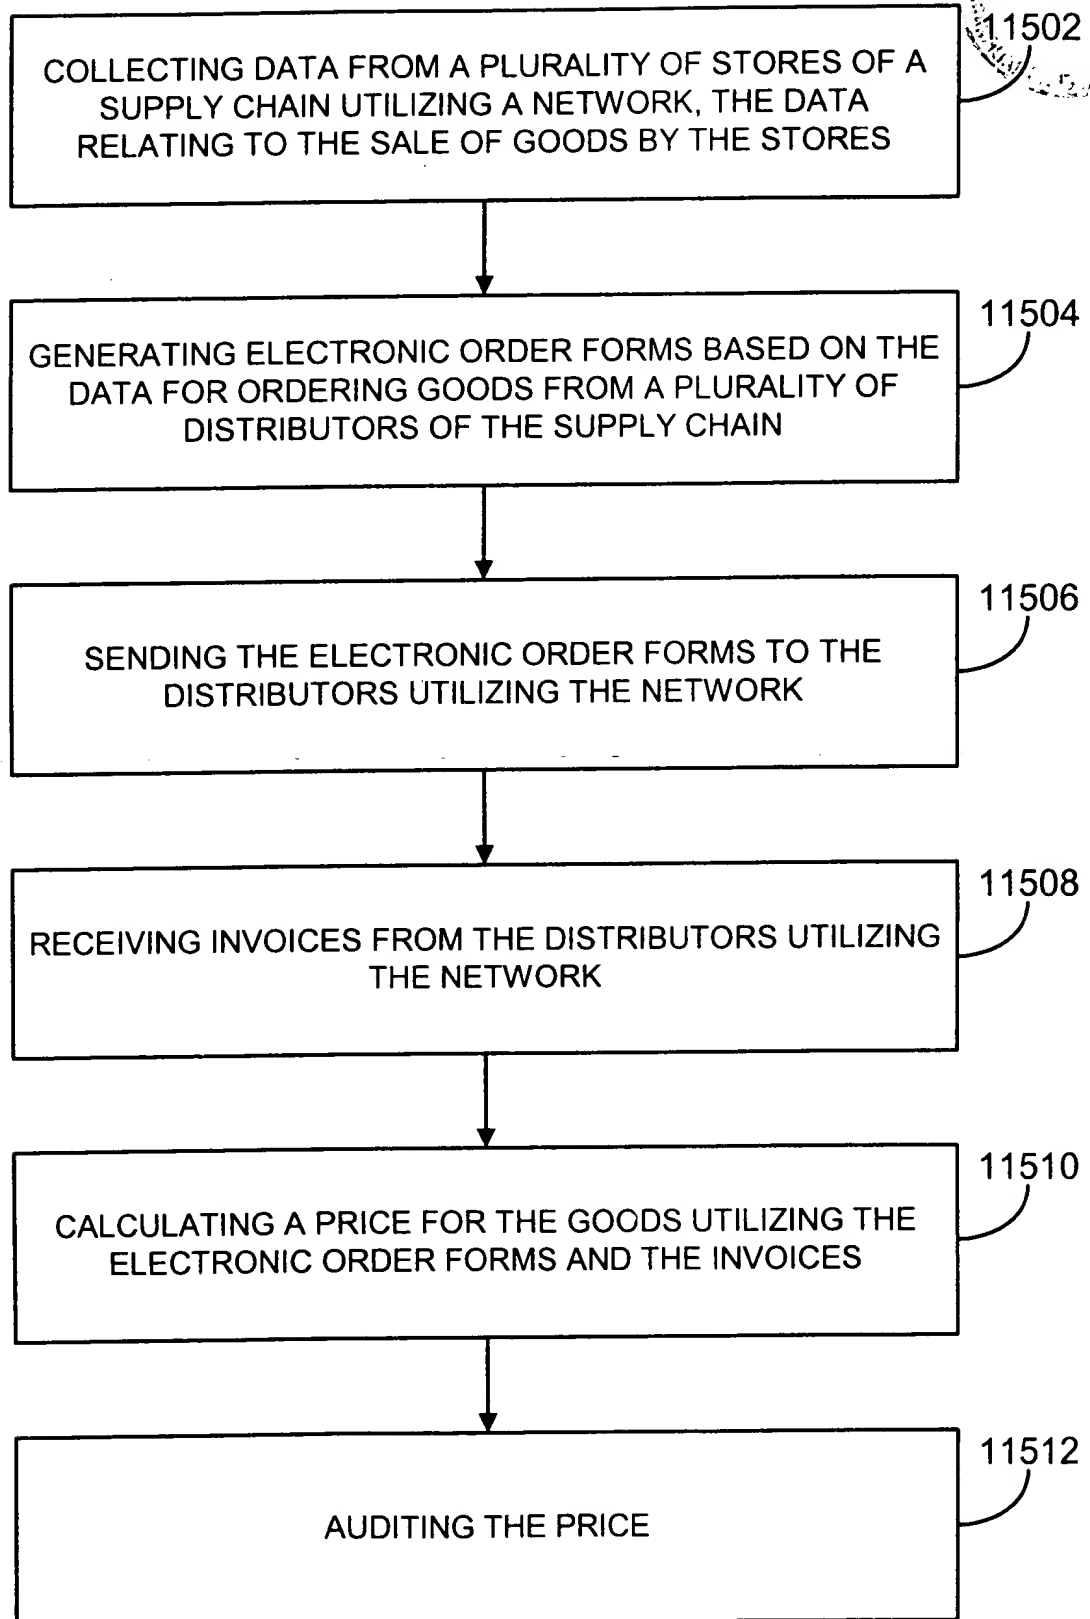 11502
COLLECTING DATA FROM A PLURALITY OF STORES OF A
SUPPLY CHAIN UTILIZING A NETWORK, THE DATA
RELATING TO THE SALE OF GOODS BY THE STORES
11504
GENERATING ELECTRONIC ORDER FORMS BASED ON THE
DATA FOR ORDERING GOODS FROM A PLURALITY OF
DISTRIBUTORS OF THE SUPPLY CHAIN
11506
SENDING THE ELECTRONIC ORDER FORMS TO THE
DISTRIBUTORS UTILIZING THE NETWORK
11508
RECEIVING INVOICES FROM THE DISTRIBUTORS UTILIZING
THE NETWORK
11510
CALCULATING A PRICE FOR THE GOODS UTILIZING THE
ELECTRONIC ORDER FORMS AND THE INVOICES
11512
AUDITING THE PRICE